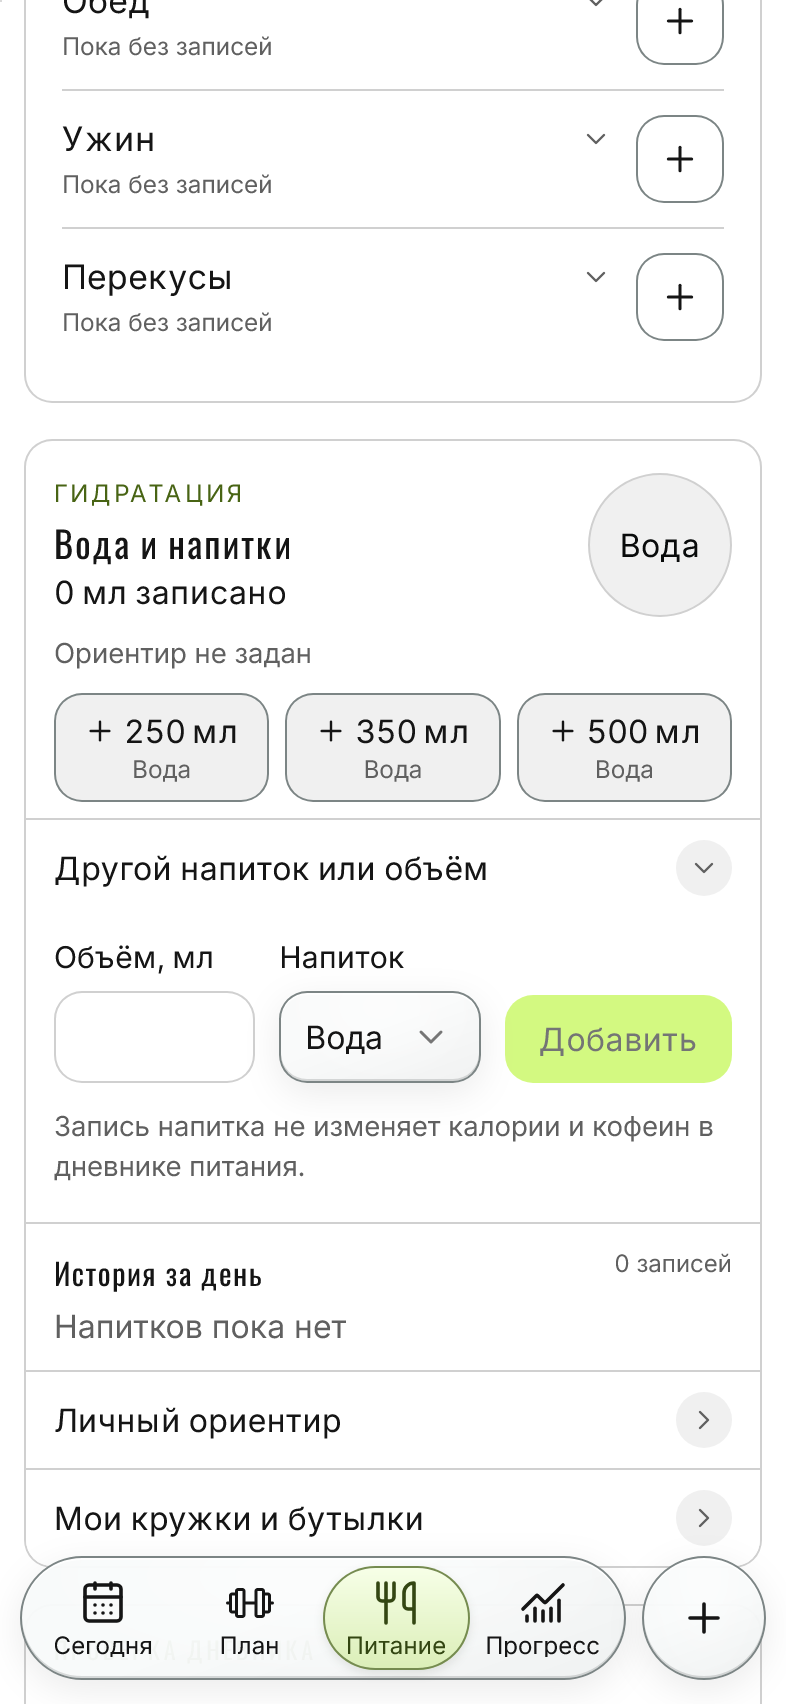 Обед
Пока без записей
Ужин
Пока без записей
Перекусы
Пока без записей
ГИДРАТАЦИЯ
Вода и напитки
0 мл записано
Вода
Ориентир не задан
+ 250 мл
Вода
+ 350 мл
Вода
+ 500 мл
Вода
Другой напиток или объём
Объём, мл
Напиток
Вода
Добавить
Запись напитка не изменяет калории и кофеин в
дневнике питания.
История за день
0 записей
Напитков пока нет
Личный ориентир
Мои кружки и бутылки
Сегодня
План
Питание
Прогресс